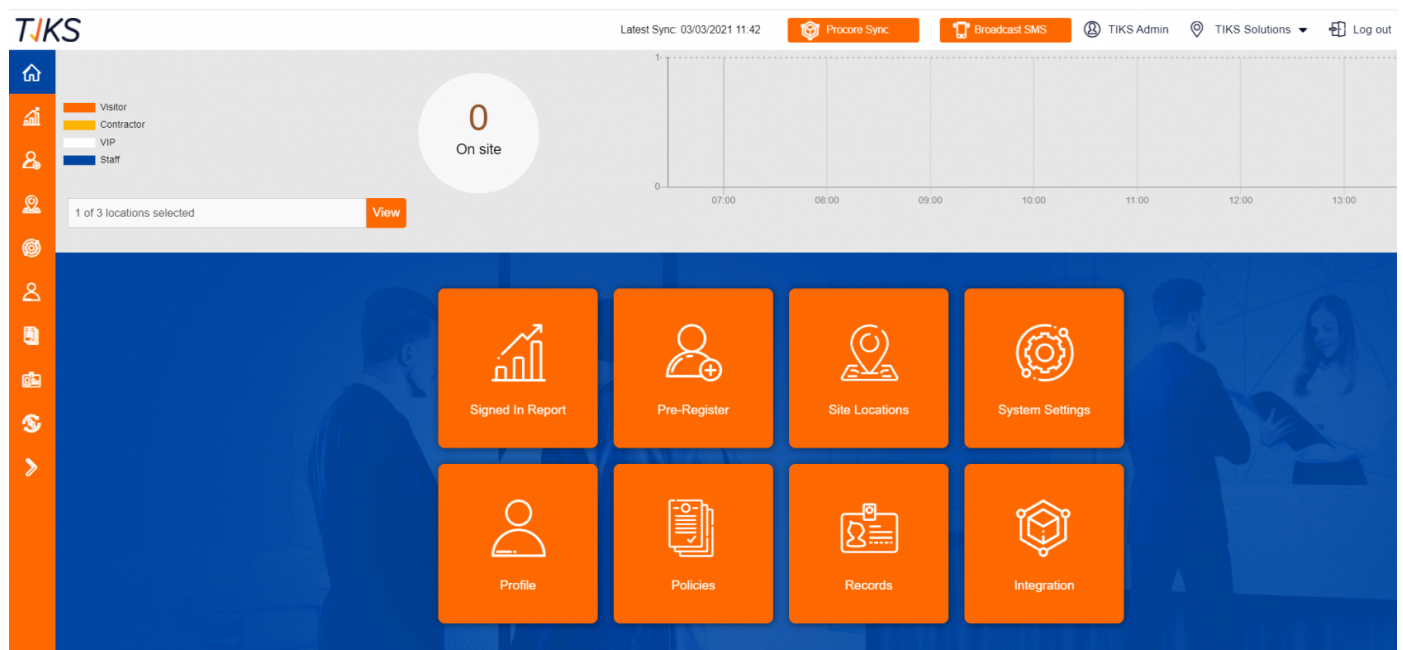 TIKS
Latest Sync: 03/03/2021 11:42
Procore Sync
Broadcast SMS
TIKS Admin
TIKS Solutions
Log out
Visitor
Contractor
VIP
Staff
0
On site
1 of 3 locations selected
View
1
0
07:00 08:00 09:00 10:00 11:00 12:00 13:00
Signed In Report
Pre-Register
Site Locations
System Settings
Profile
Policies
Records
Integration